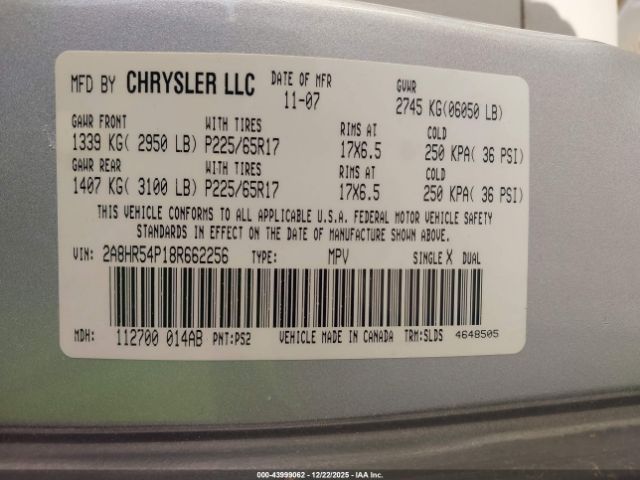 MFD BY CHRYSLER LLC DATE OF MFR 11-07 GVWR 2745 KG(06050 LB)
GAWR FRONT WITH TIRES RIMS AT COLD
1339 KG( 2950 LB) P225/65R17 17X6.5 250 KPA( 36 PSI)
GAWR REAR WITH TIRES RIMS AT COLD
1407 KG( 3100 LB) P225/65R17 17X6.5 250 KPA( 36 PSI)
THIS VEHICLE CONFORMS TO ALL APPLICABLE U.S.A. FEDERAL MOTOR VEHICLE SAFETY
STANDARDS IN EFFECT ON THE DATE OF MANUFACTURE SHOWN ABOVE.
VIN: 2A8HR54P18R662256 TYPE: MPV SINGLE X DUAL
MDH: 112700 014AB PNT:PS2 VEHICLE MADE IN CANADA TRM:SLDS 4648505
000-43999062 - 12/22/2025 - IAA Inc.